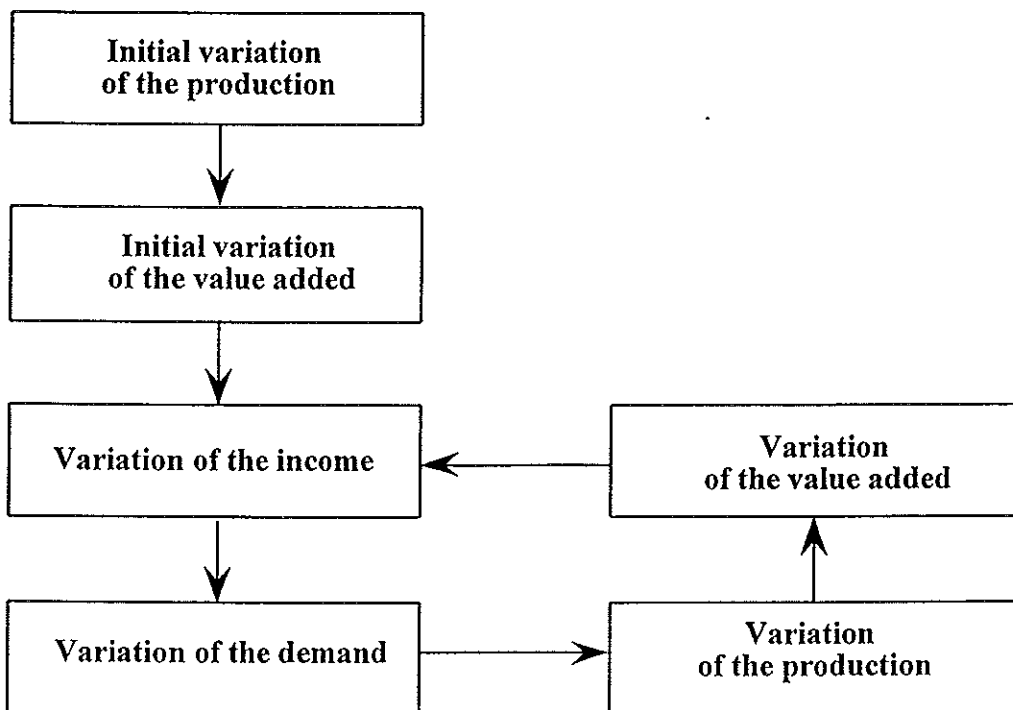 Initial variation
of the production
Initial variation
of the value added
Variation of the income
Variation
of the value added
Variation of the demand
Variation
of the production